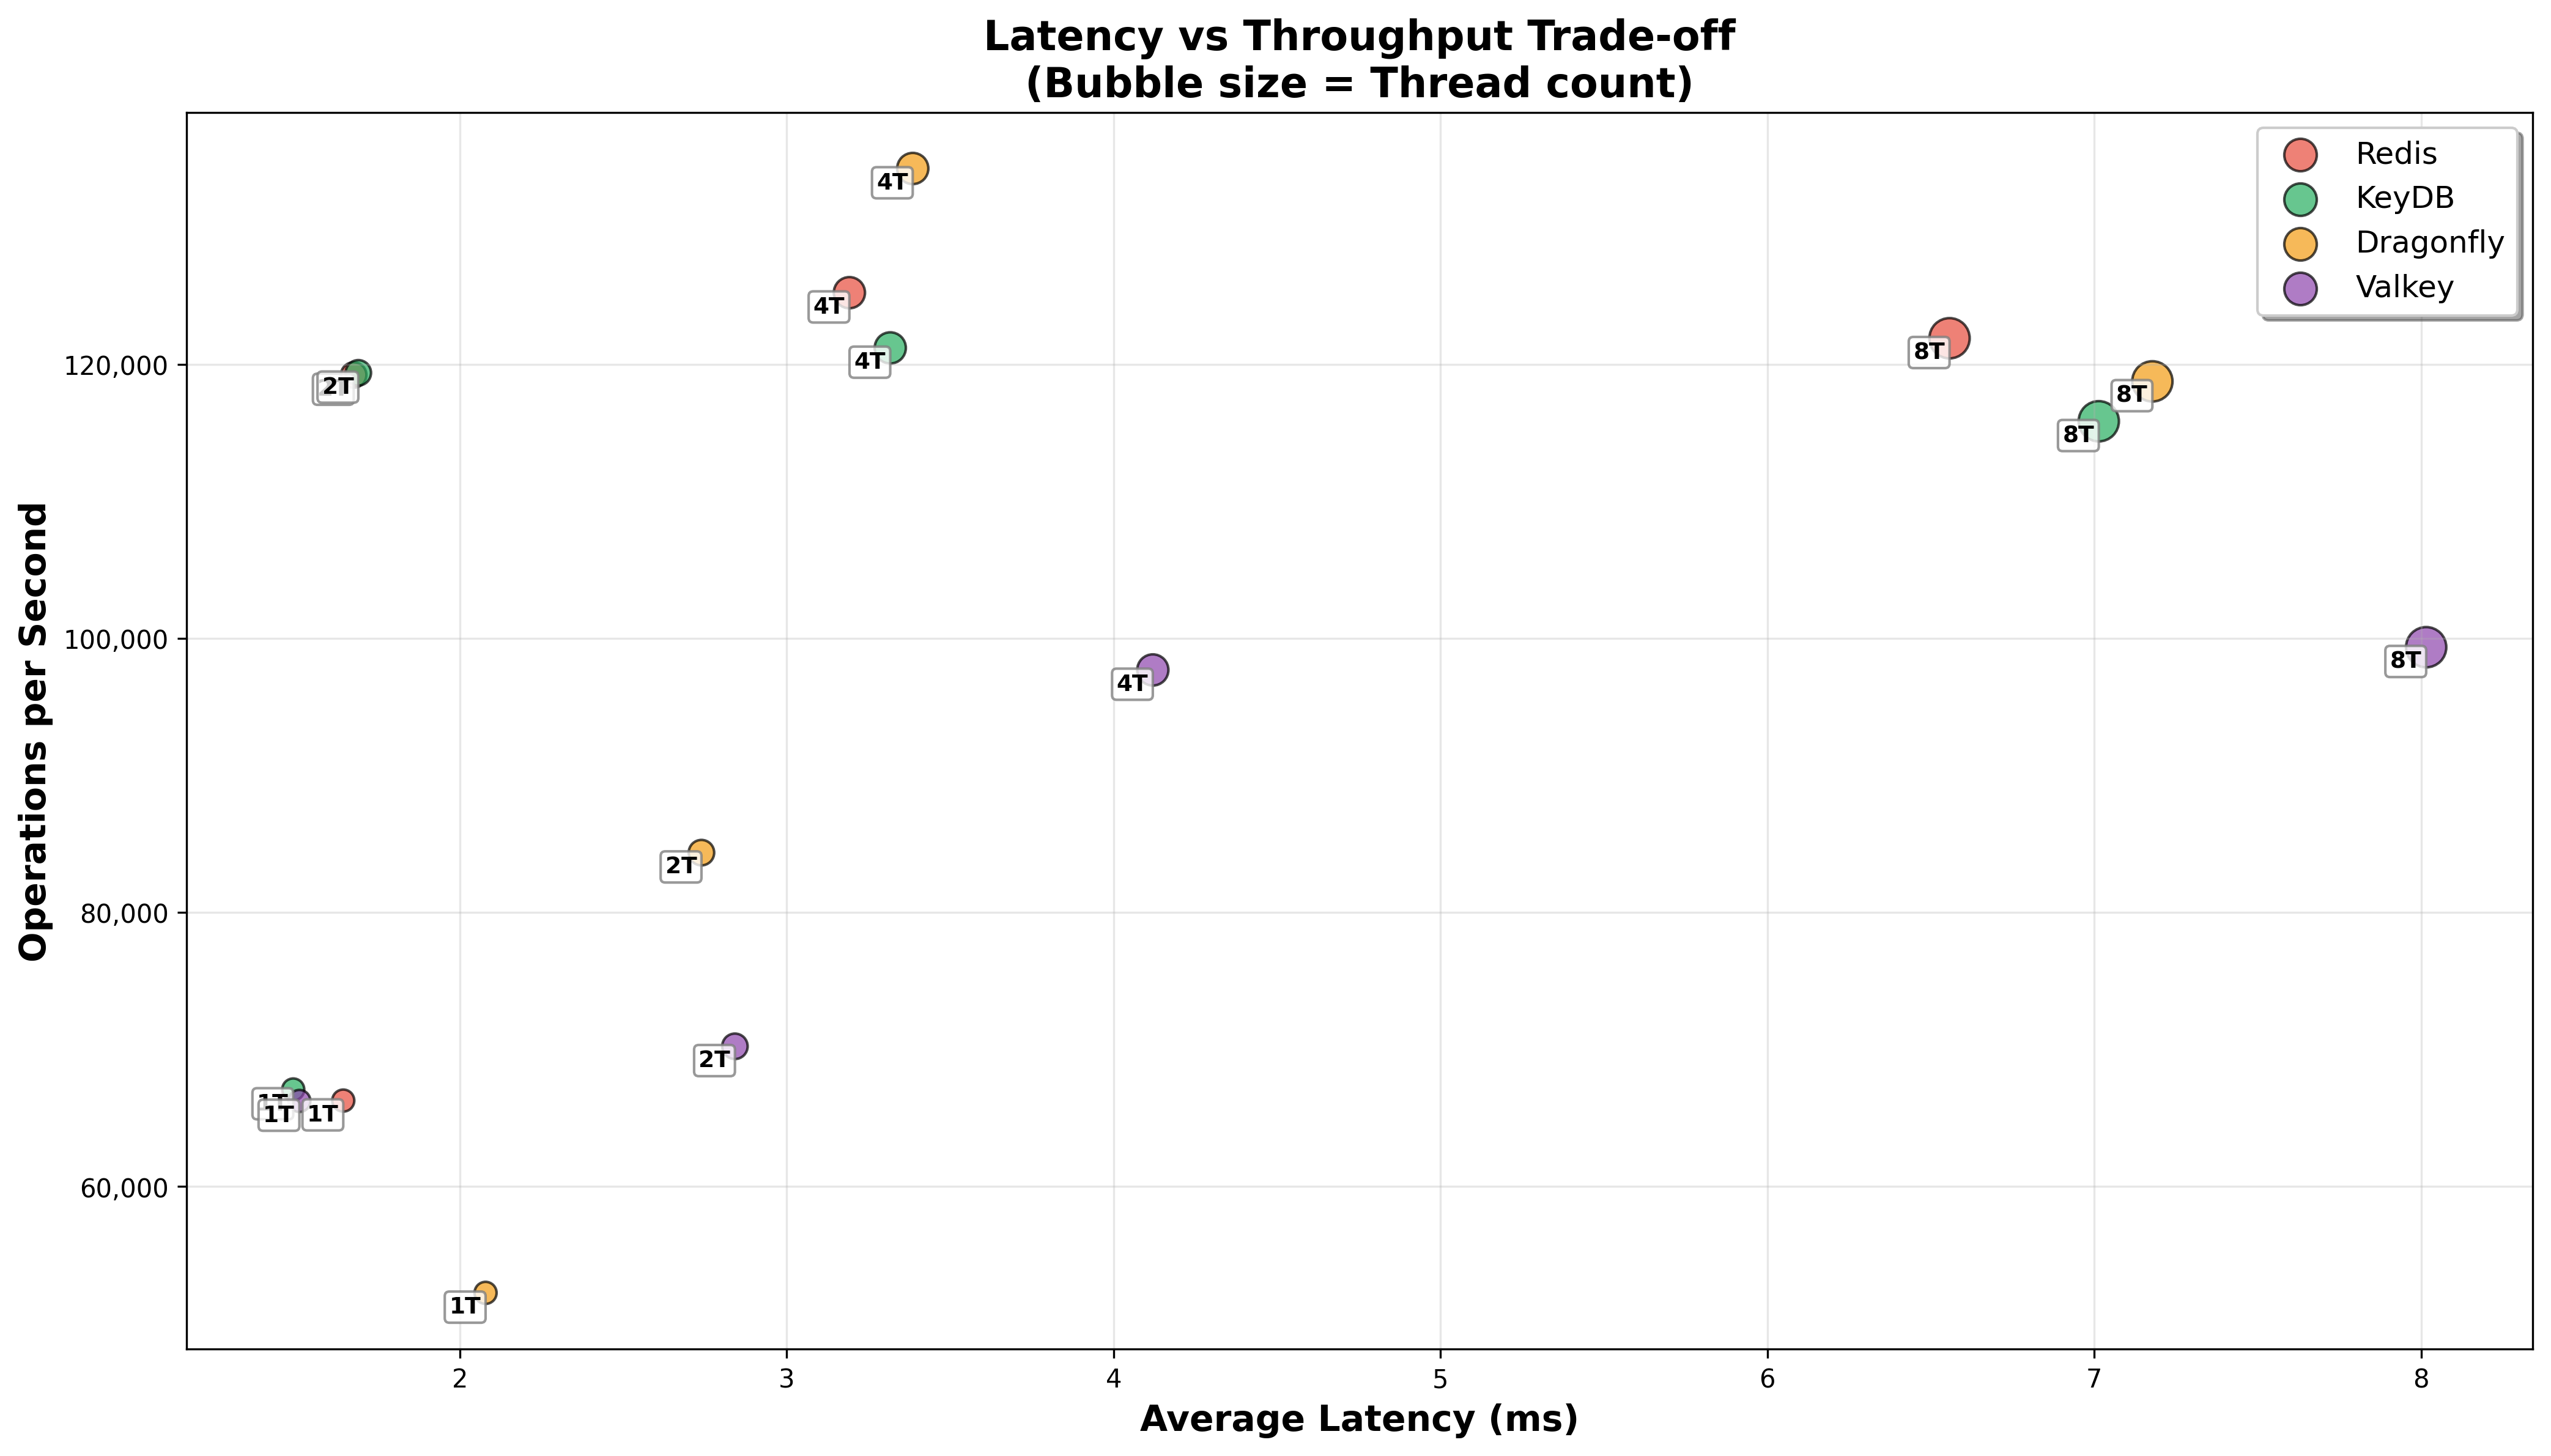 Latency vs Throughput Trade-off
(Bubble size = Thread count)
Redis
KeyDB
Dragonfly
Valkey
Operations per Second
120,000
100,000
80,000
60,000
4T
4T
4T
2T
8T
8T
8T
4T
8T
2T
2T
1T
1T
1T
1T
2
3
4
5
6
7
8
Average Latency (ms)